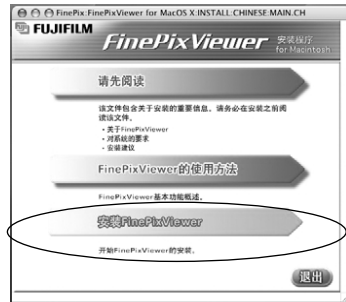 FinePix:FinePixViewer for MacOS X:INSTALL:CHINESE:MAIN.CH
FUJIFILM
FinePixViewer 安装程序
for Macintosh
请先阅读
该文件包含关于安装的重要信息。请务必在安装之前阅
读该文件。
- 关于FinePixViewer
- 对系统的要求
- 安装建议
FinePixViewer的使用方法
FinePixViewer基本功能概述。
安装FinePixViewer
开始FinePixViewer的安装。
退出